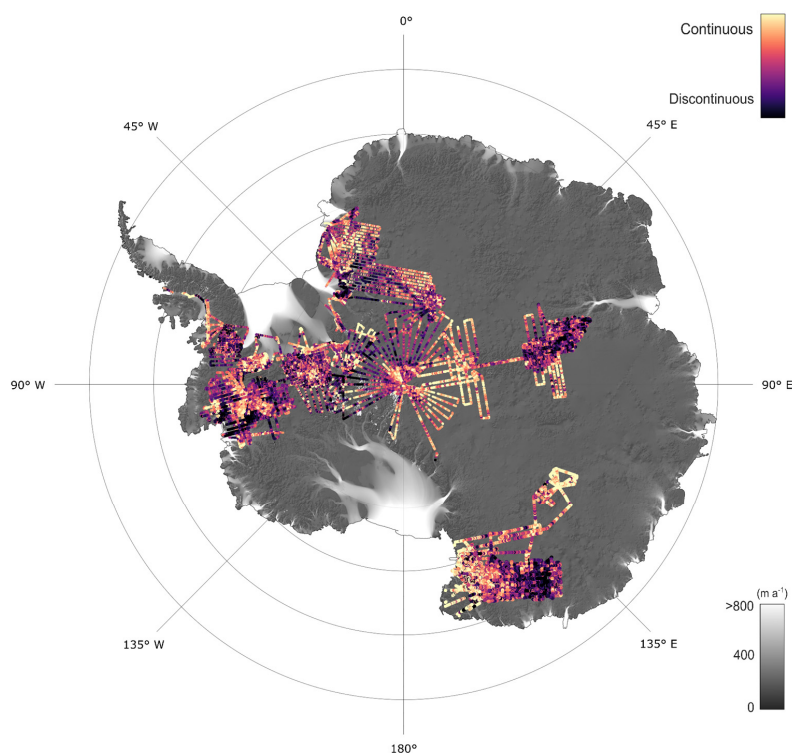 0°
Continuous
Discontinuous
45° W
45° E
90° W
90° E
(m a⁻¹)
>800
400
0
135° W
135° E
180°